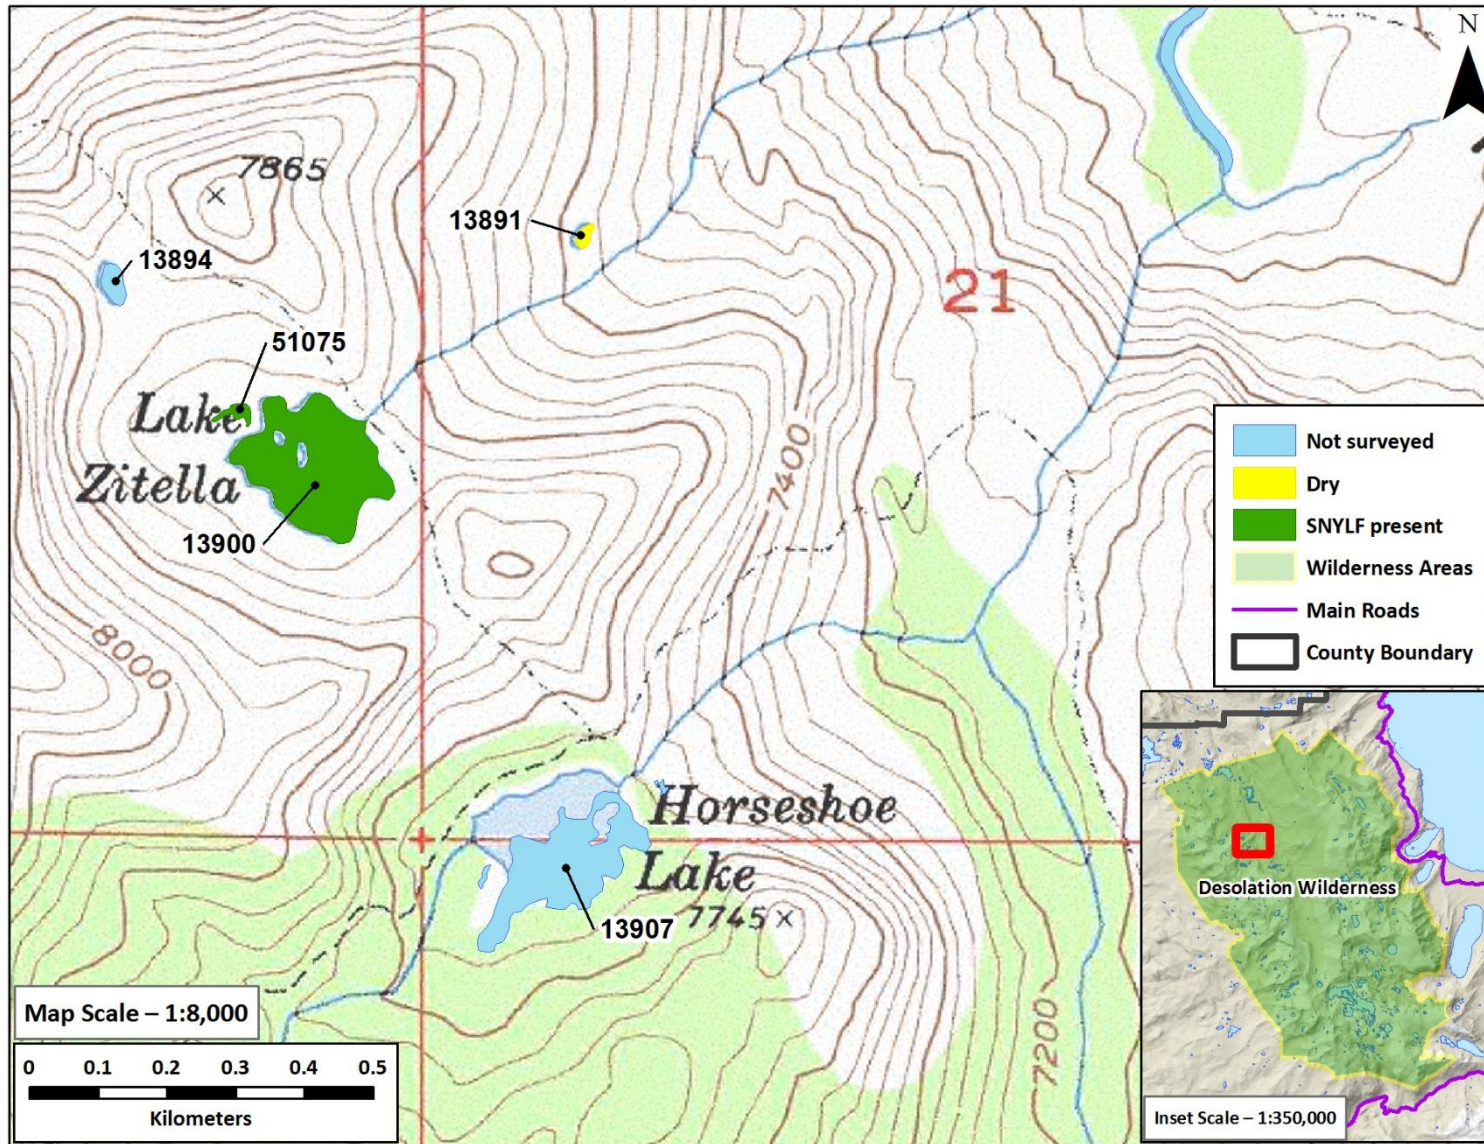 N
7865
13891
13894
21
51075
Lake
Zitella
7400
13900
8000
Not surveyed
Dry
SNYLF present
Wilderness Areas
Main Roads
County Boundary
Horseshoe
Lake
7745
13907
7200
Desolation Wilderness
Map Scale – 1:8,000
0 0.1 0.2 0.3 0.4 0.5
Kilometers
Inset Scale – 1:350,000